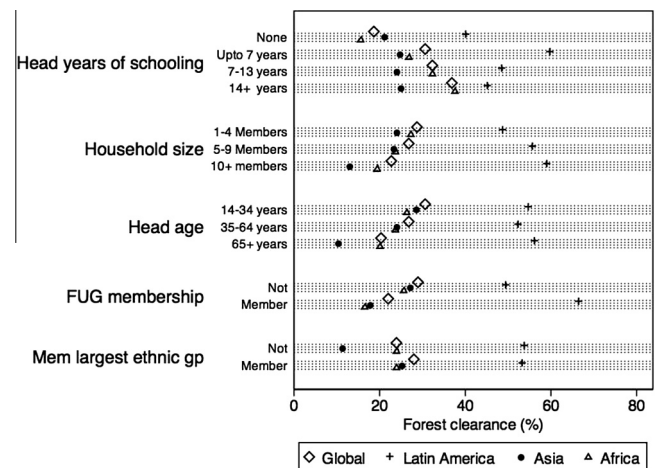 Head years of schooling
None
Upto 7 years
7-13 years
14+ years
Household size
1-4 Members
5-9 Members
10+ members
Head age
14-34 years
35-64 years
65+ years
FUG membership
Not
Member
Mem largest ethnic gp
Not
Member
0 20 40 60 80
Forest clearance (%)
Global Latin America Asia Africa